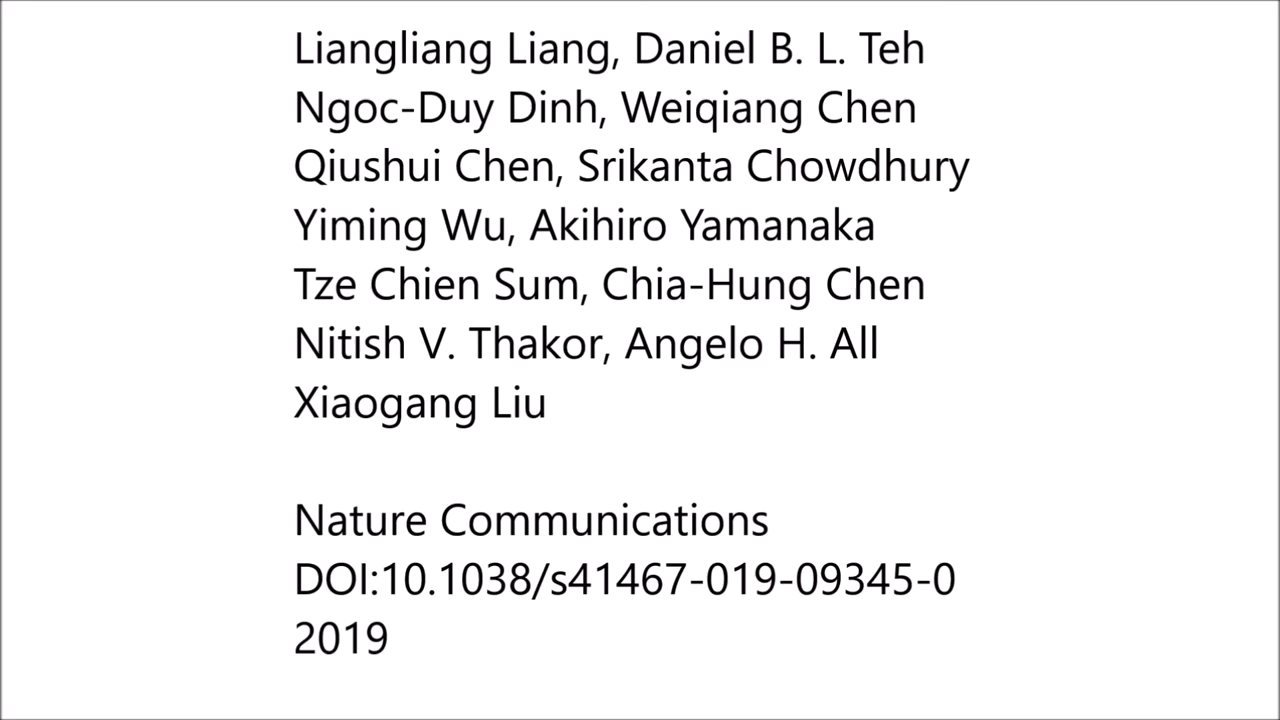 Liangliang Liang, Daniel B. L. Teh
Ngoc-Duy Dinh, Weiqiang Chen
Qiushui Chen, Srikanta Chowdhury
Yiming Wu, Akihiro Yamanaka
Tze Chien Sum, Chia-Hung Chen
Nitish V. Thakor, Angelo H. All
Xiaogang Liu
Nature Communications
DOI:10.1038/s41467-019-09345-0
2019